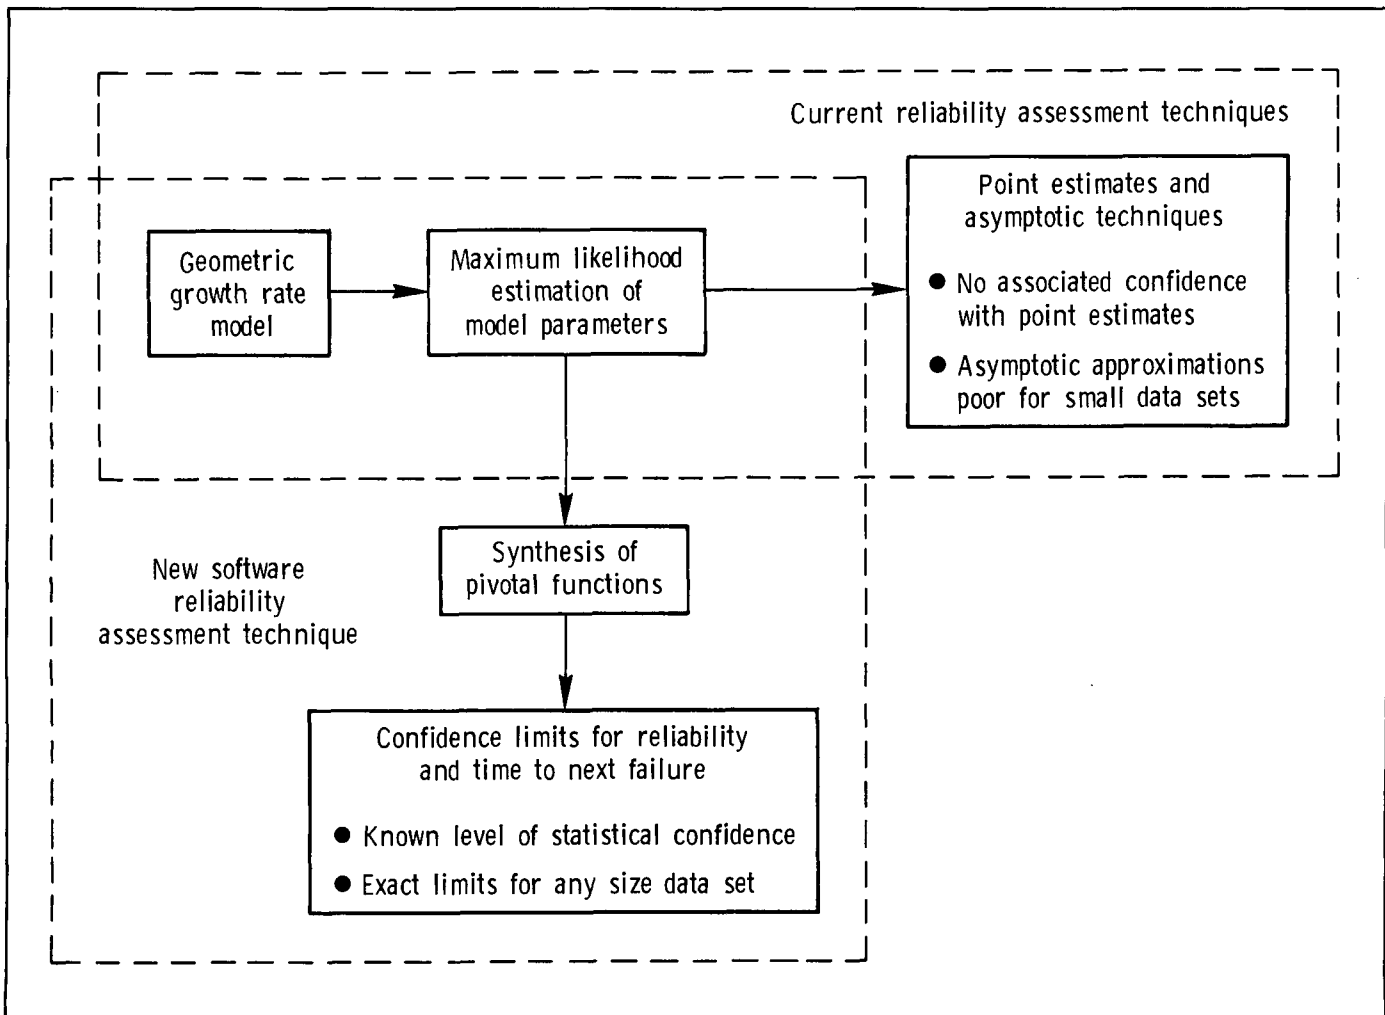 Current reliability assessment techniques
Geometric
growth rate
model
Maximum likelihood
estimation of
model parameters
Point estimates and
asymptotic techniques
● No associated confidence
with point estimates
● Asymptotic approximations
poor for small data sets
New software
reliability
assessment technique
Synthesis of
pivotal functions
Confidence limits for reliability
and time to next failure
● Known level of statistical confidence
● Exact limits for any size data set